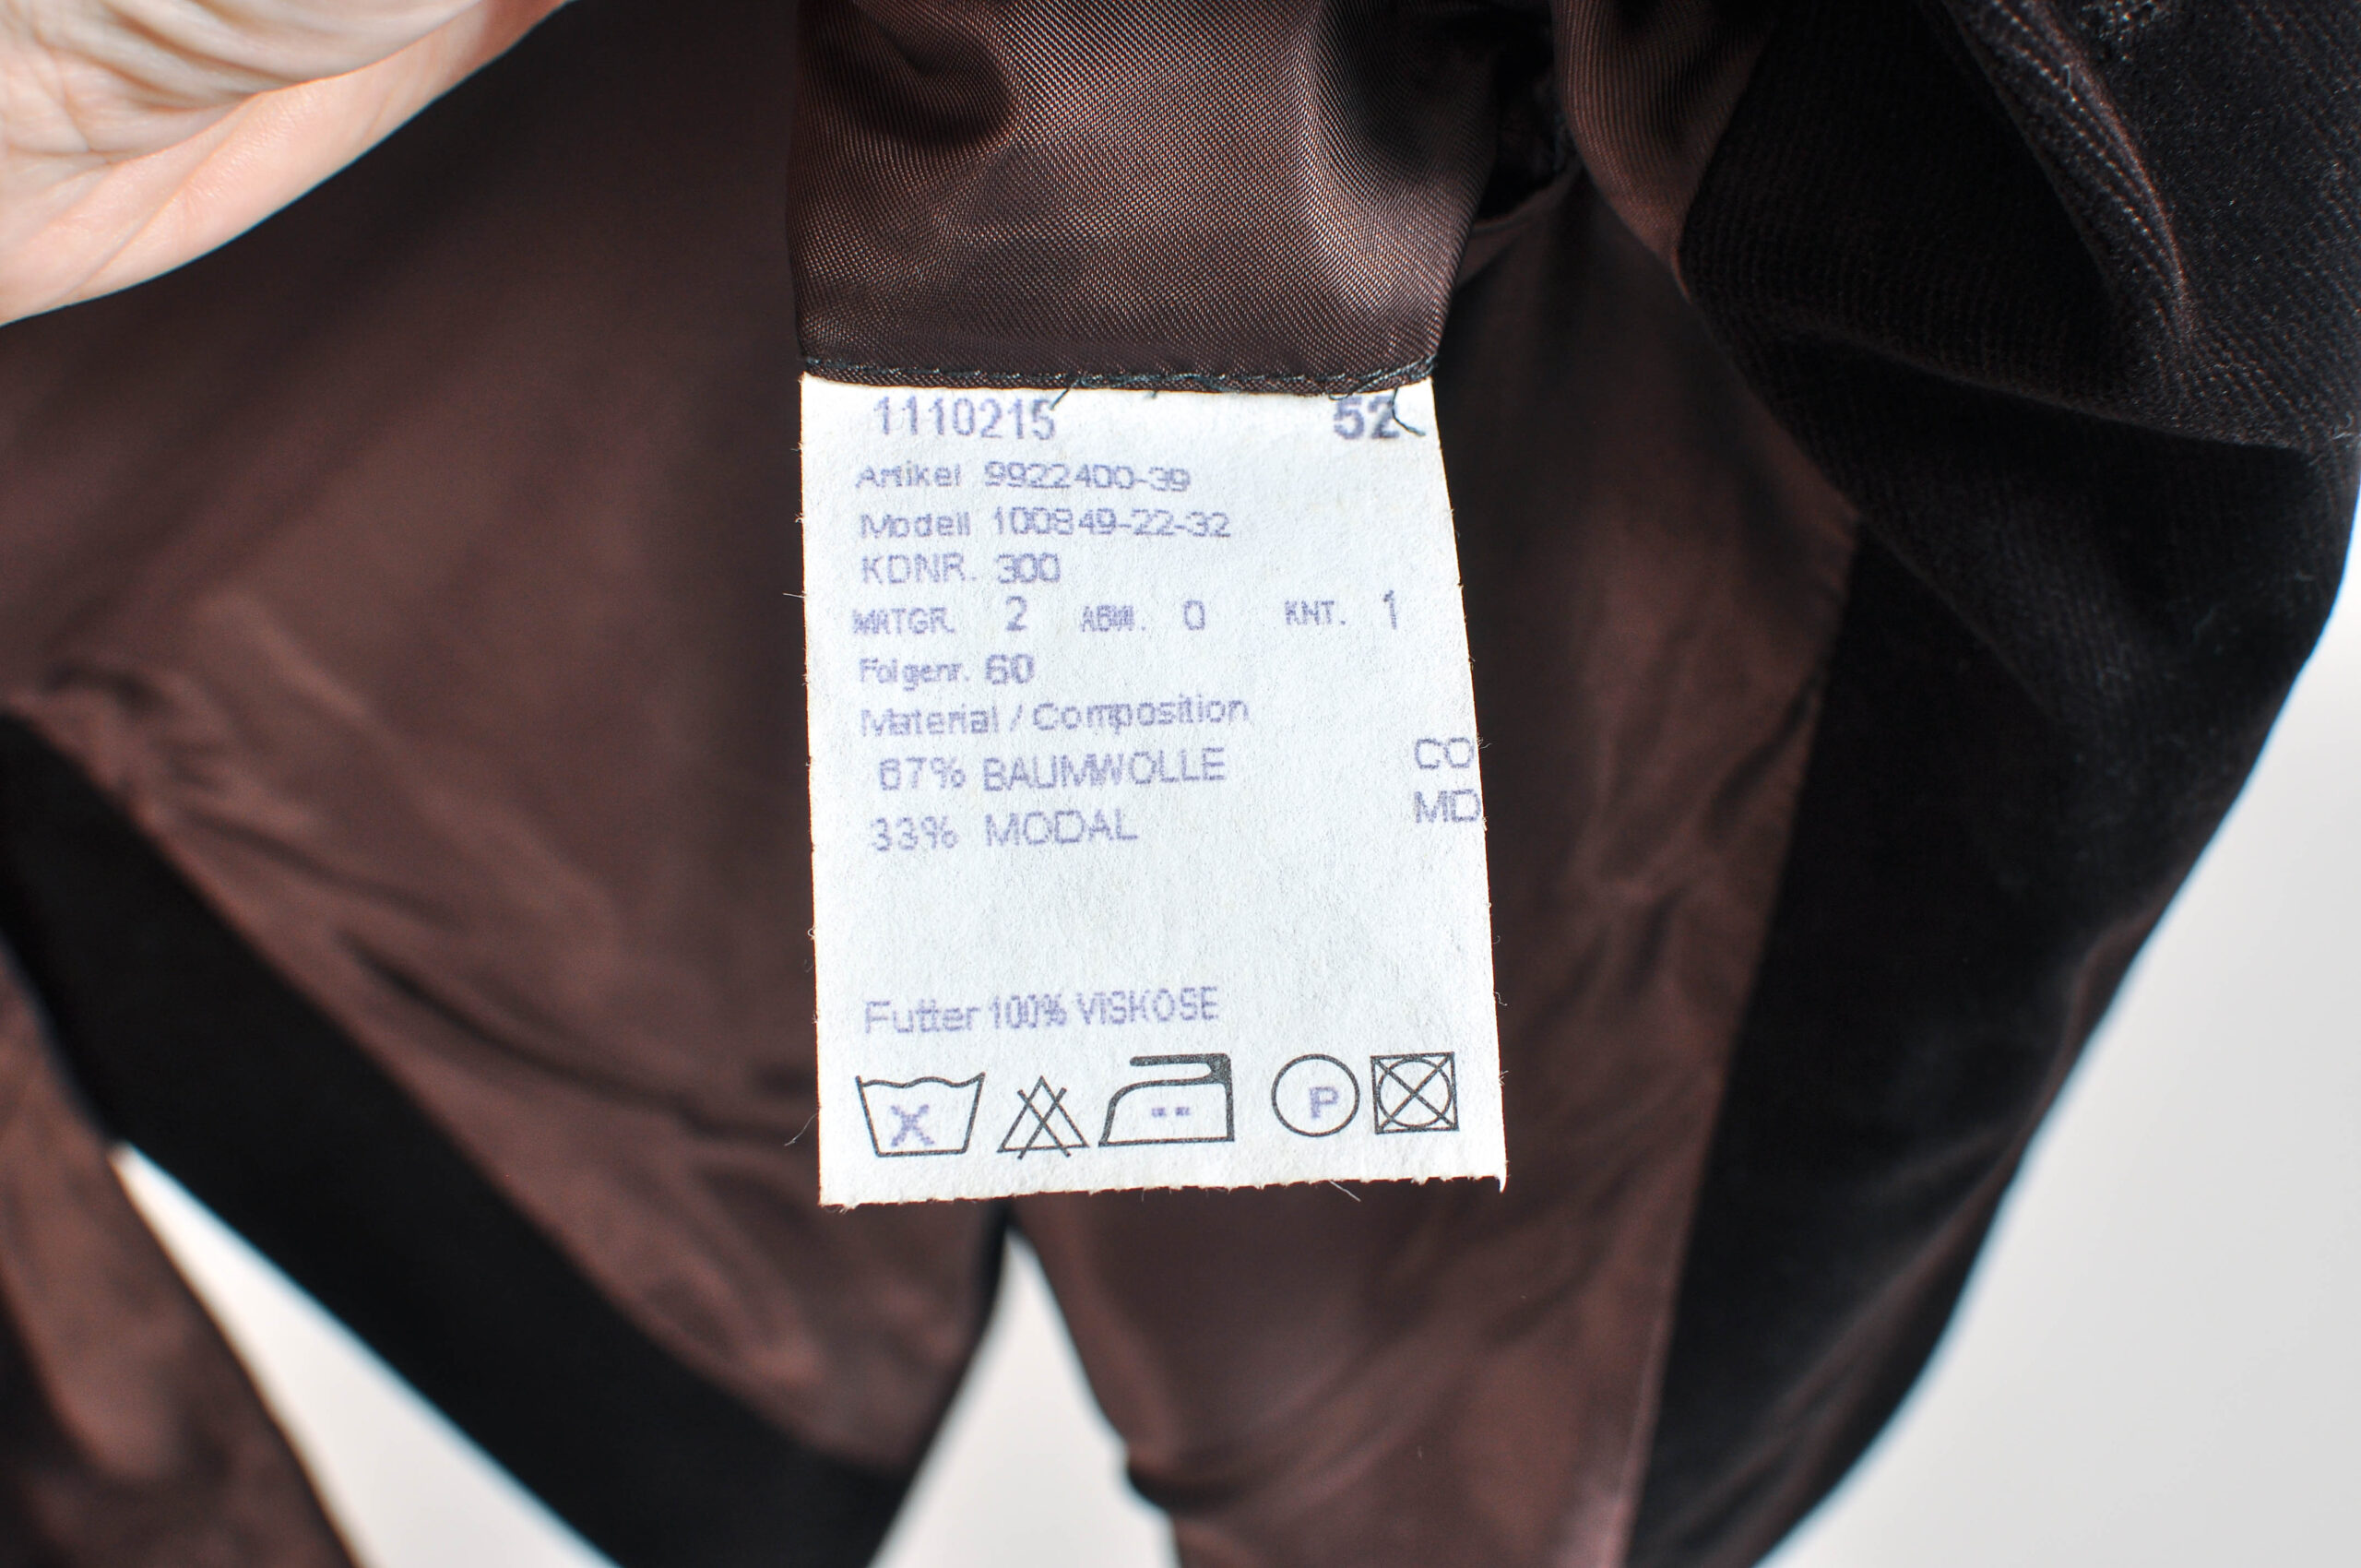 1110215 52
Artikel 9922400-39
Modell 100849-22-32
KDNR. 300
MATGR. 2 ABW. 0 KNT. 1
Folgenr. 60
Material / Composition
67% BAUMWOLLE CO
33% MODAL MD
Futter 100% VISKOSE
X P